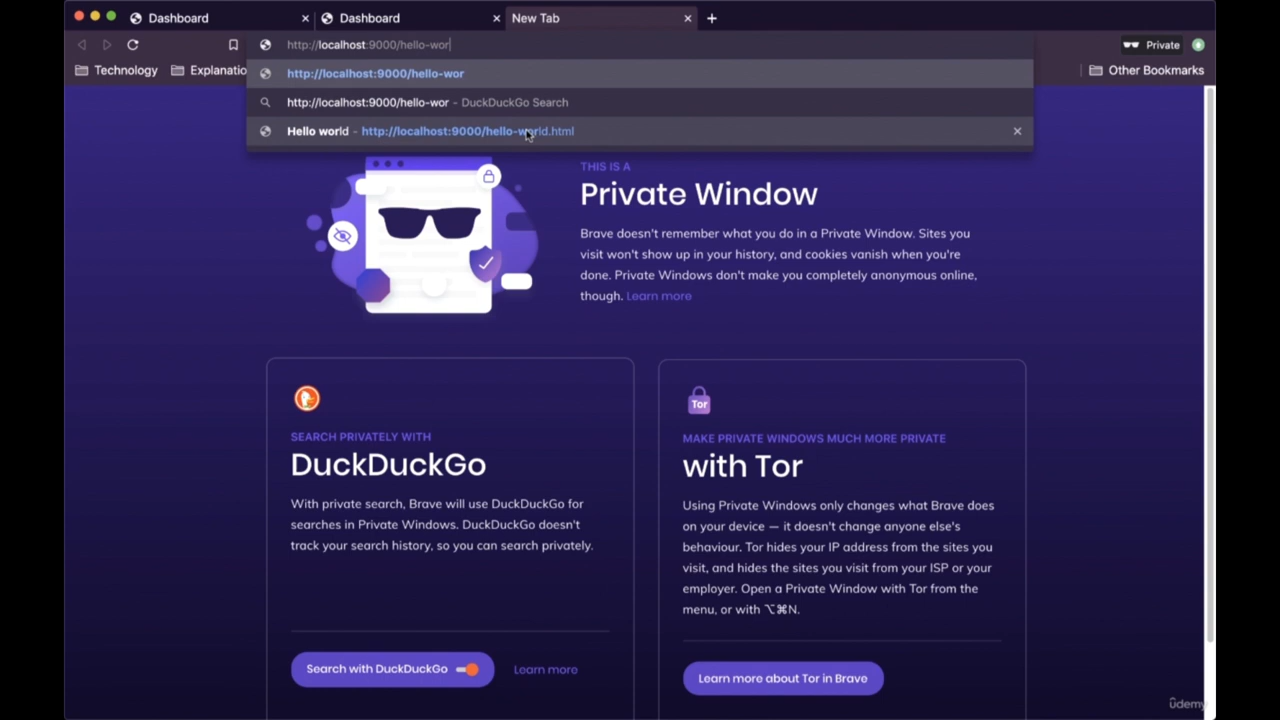 Dashboard
Dashboard
New Tab
http://localhost:9000/hello-wor
Private
Technology
Explanatio
Other Bookmarks
http://localhost:9000/hello-wor
http://localhost:9000/hello-wor - DuckDuckGo Search
Hello world - http://localhost:9000/hello-world.html
THIS IS A
Private Window
Brave doesn't remember what you do in a Private Window. Sites you
visit won't show up in your history, and cookies vanish when you're
done. Private Windows don't make you completely anonymous online,
though. Learn more
SEARCH PRIVATELY WITH
DuckDuckGo
With private search, Brave will use DuckDuckGo for
searches in Private Windows. DuckDuckGo doesn't
track your search history, so you can search privately.
Search with DuckDuckGo
Learn more
Tor
MAKE PRIVATE WINDOWS MUCH MORE PRIVATE
with Tor
Using Private Windows only changes what Brave does
on your device — it doesn't change anyone else's
behaviour. Tor hides your IP address from the sites you
visit, and hides the sites you visit from your ISP or your
employer. Open a Private Window with Tor from the
menu, or with ⌥⌘N.
Learn more about Tor in Brave
ûdemy